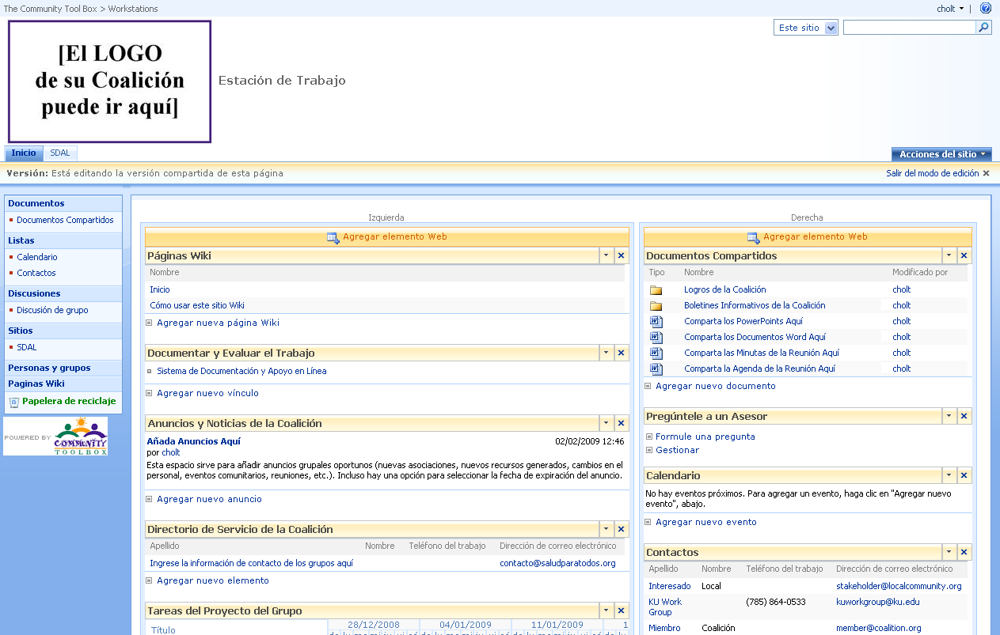 The Community Tool Box > Workstations
cholt
Este sitio
[El LOGO
de su Coalición
puede ir aquí]
Estación de Trabajo
Inicio SDAL
Acciones del sitio
Versión: Está editando la versión compartida de esta página
Salir del modo de edición
Documentos
Documentos Compartidos
Listas
Calendario
Contactos
Discusiones
Discusión de grupo
Sitios
SDAL
Personas y grupos
Paginas Wiki
Papelera de reciclaje
POWERED BY COMMUNITY
TOOLBOX
Izquierda
Agregar elemento Web
Páginas Wiki
Nombre
Inicio
Cómo usar este sitio Wiki
Agregar nueva página Wiki
Documentar y Evaluar el Trabajo
Sistema de Documentación y Apoyo en Línea
Agregar nuevo vínculo
Anuncios y Noticias de la Coalición
Añada Anuncios Aquí 02/02/2009 12:46
por cholt
Esta espacio sirve para añadir anuncios grupales oportunos (nuevas asociaciones, nuevos recursos generados, cambios en el
personal, eventos comunitarios, reuniones, etc.). Incluso hay una opción para seleccionar la fecha de expiración del anuncio.
Agregar nuevo anuncio
Directorio de Servicio de la Coalición
Apellido Nombre Teléfono del trabajo Dirección de correo electrónico
Ingrese la información de contacto de los grupos aquí contacto@saludparatodos.org
Agregar nuevo elemento
Tareas del Proyecto del Grupo
Título 28/12/2008 04/01/2009 11/01/2009 1
Derecha
Agregar elemento Web
Documentos Compartidos
Tipo Nombre Modificado por
Logros de la Coalición cholt
Boletines Informativos de la Coalición cholt
Comparta los PowerPoints Aquí cholt
Comparta los Documentos Word Aquí cholt
Comparta las Minutas de la Reunión Aquí cholt
Comparta la Agenda de la Reunión Aquí cholt
Agregar nuevo documento
Pregúntele a un Asesor
Formule una pregunta
Gestionar
Calendario
No hay eventos próximos. Para agregar un evento, haga clic en "Agregar nuevo
evento", abajo.
Agregar nuevo evento
Contactos
Apellido Nombre Teléfono del trabajo Dirección de correo electrónico
Interesado Local stakeholder@localcommunity.org
KU Work (785) 864-0533 kuworkgroup@ku.edu
Group
Miembro Coalición member@coalition.org